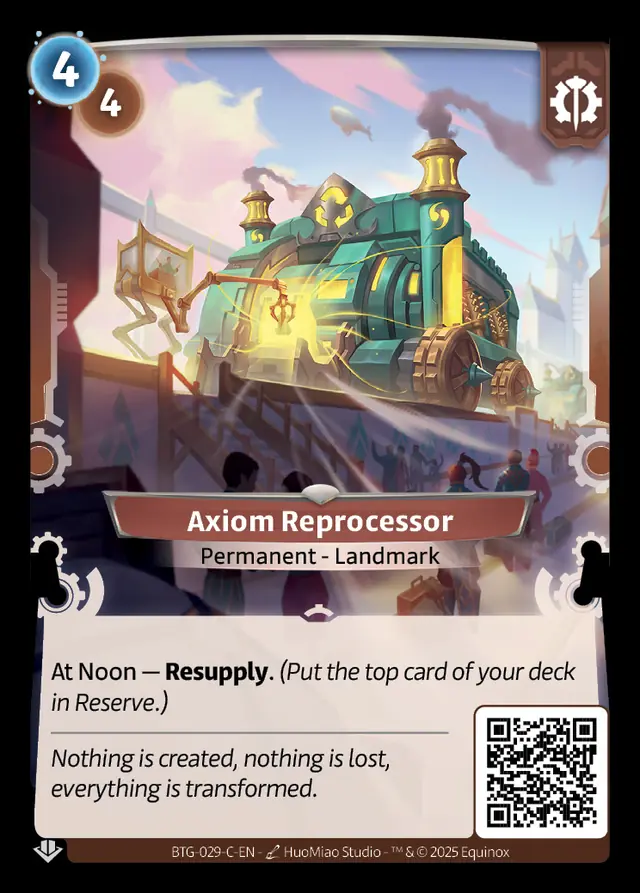 4
4
Axiom Reprocessor
Permanent - Landmark
At Noon — Resupply. (Put the top card of your deck
in Reserve.)
Nothing is created, nothing is lost,
everything is transformed.
BTG-029-C-EN - HuoMiao Studio - ™ & © 2025 Equinox